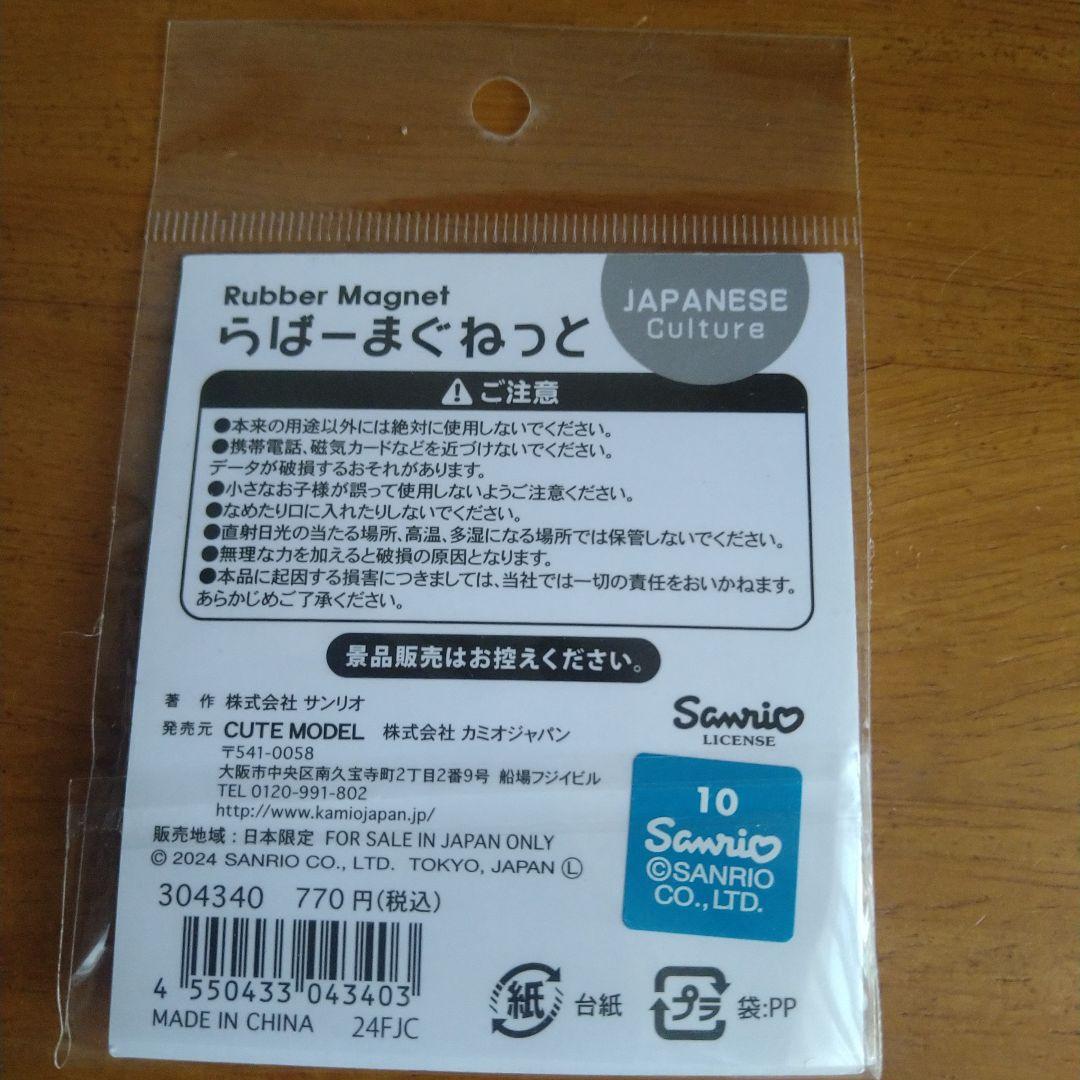 Rubber Magnet
らばーまぐねっと
JAPANESE
Culture
ご注意
●本来の用途以外には絶対に使用しないでください。
●携帯電話、磁気カードなどを近づけないでください。
データが破損するおそれがあります。
●小さなお子様が誤って使用しないようご注意ください。
●なめたり口に入れたりしないでください。
●直射日光の当たる場所、高温、多湿になる場所では保管しないでください。
●無理な力を加えると破損の原因となります。
●本品に起因する損害につきましては、当社では一切の責任をおいかねます。
あらかじめご了承ください。
景品販売はお控えください。
著 作 株式会社 サンリオ
発売元 CUTE MODEL 株式会社 カミオジャパン
〒541-0058
大阪市中央区南久宝寺町2丁目2番9号 船場フジイビル
TEL 0120-991-802
http://www.kamiojapan.jp/
販売地域:日本限定 FOR SALE IN JAPAN ONLY
© 2024 SANRIO CO., LTD. TOKYO, JAPAN Ⓛ
Sanrio
LICENSE
10
Sanrio
©SANRIO
CO.,LTD.
304340 770円(税込)
4 550433 043403
MADE IN CHINA 24FJC
紙 台紙
プラ 袋:PP